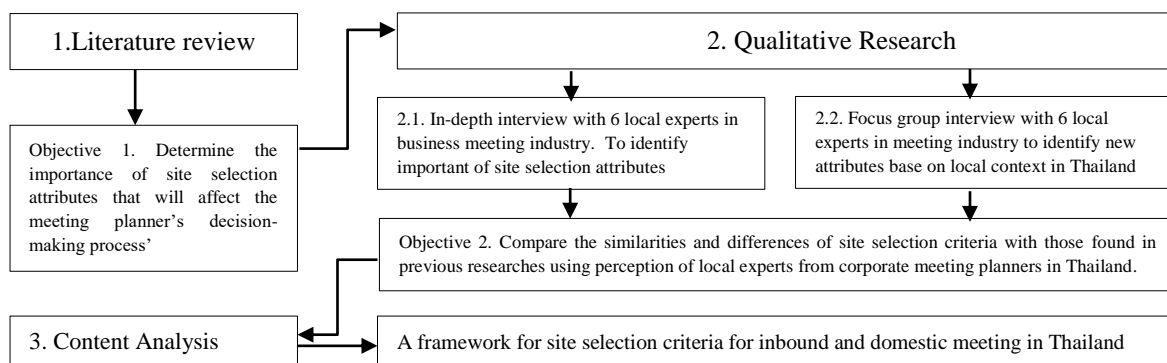 1.Literature review
2. Qualitative Research
Objective 1. Determine the
importance of site selection
attributes that will affect the
meeting planner's decision-
making process'
2.1. In-depth interview with 6 local experts in
business meeting industry. To identify
important of site selection attributes
2.2. Focus group interview with 6 local
experts in meeting industry to identify new
attributes base on local context in Thailand
Objective 2. Compare the similarities and differences of site selection criteria with those found in
previous researches using perception of local experts from corporate meeting planners in Thailand.
3. Content Analysis
A framework for site selection criteria for inbound and domestic meeting in Thailand